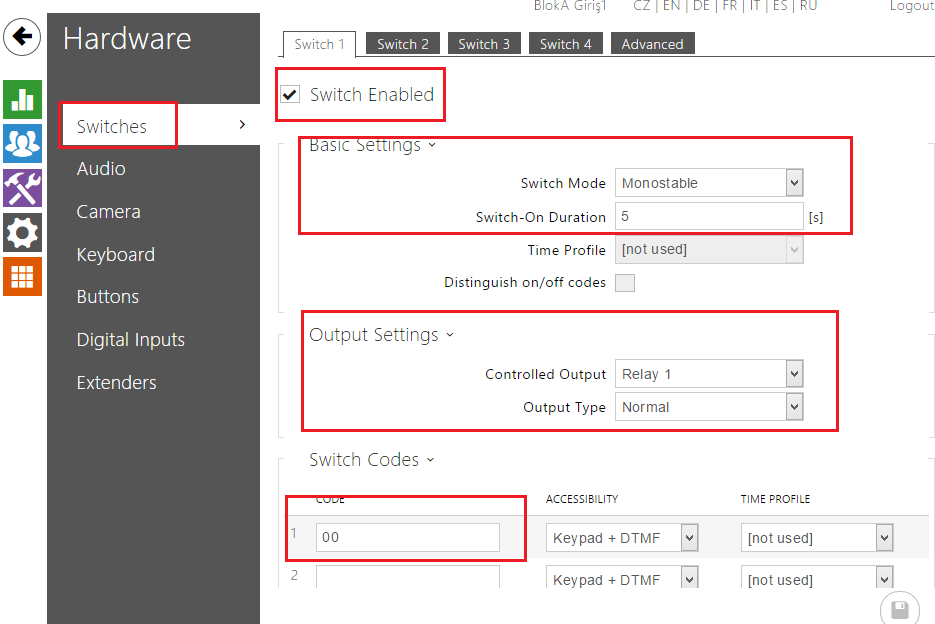 BlokA Giriş1 CZ | EN | DE | FR | IT | ES | RU Logout
Hardware
Switches
Audio
Camera
Keyboard
Buttons
Digital Inputs
Extenders
Switch 1 Switch 2 Switch 3 Switch 4 Advanced
Switch Enabled
Basic Settings
Switch Mode Monostable
Switch-On Duration 5 [s]
Time Profile [not used]
Distinguish on/off codes
Output Settings
Controlled Output Relay 1
Output Type Normal
Switch Codes
CODE ACCESSIBILITY TIME PROFILE
1 00 Keypad + DTMF [not used]
2 Keypad + DTMF [not used]